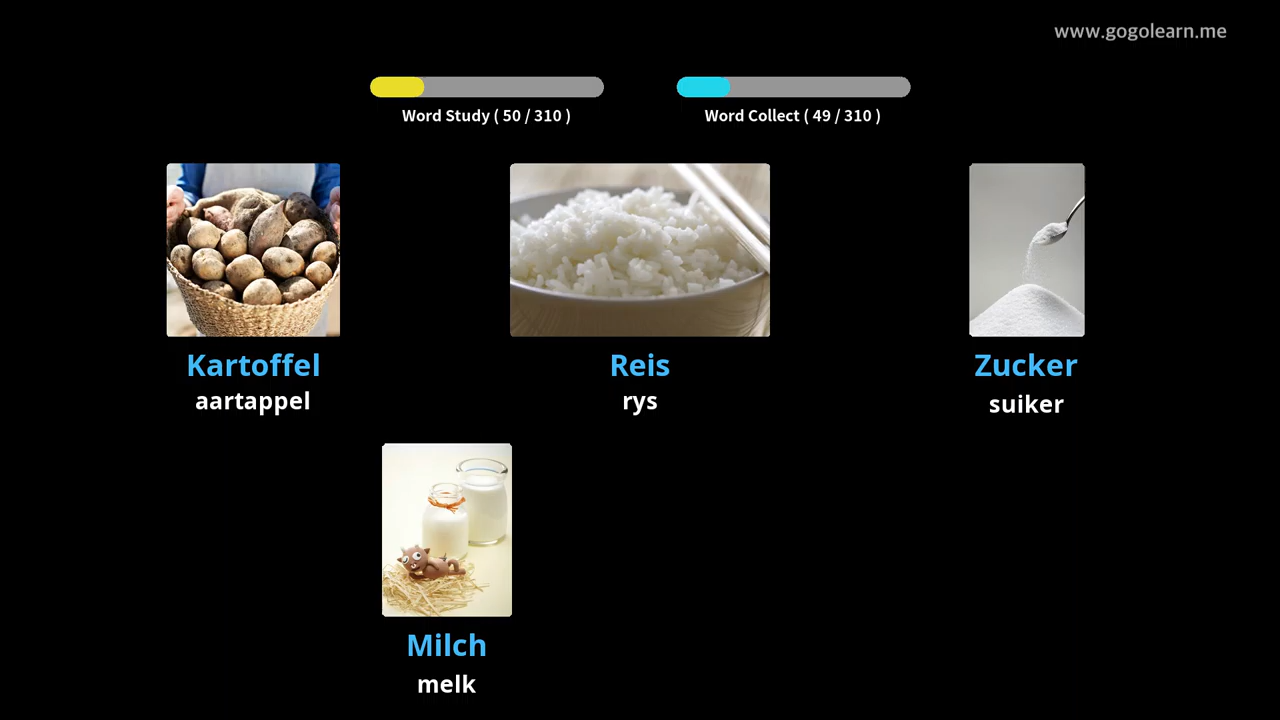 www.gogolearn.me
Word Study ( 50 / 310 )
Word Collect ( 49 / 310 )
Kartoffel
aartappel
Reis
rys
Zucker
suiker
Milch
melk